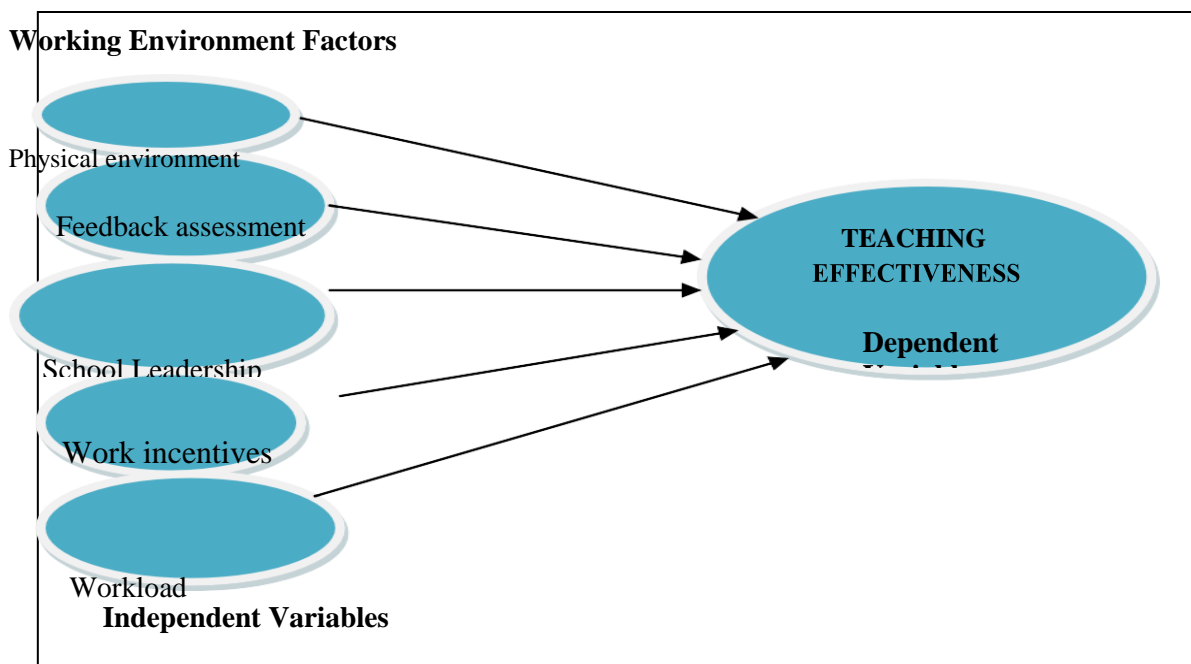 Working Environment Factors
Physical environment
Feedback assessment
School Leadership
Work incentives
Workload
Independent Variables
TEACHING
EFFECTIVENESS
Dependent